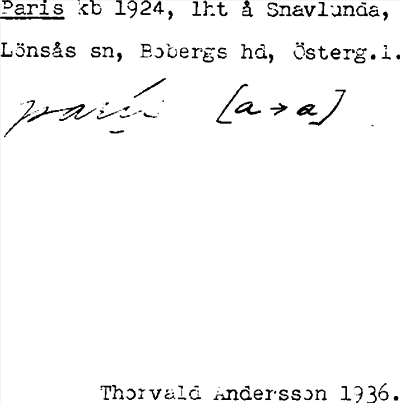 Paris kb 1924, lht å Snavlunda,
Lönsås sn, Bobergs hd, Österg.l.
[a → a]
Thorvald Andersson 1936.